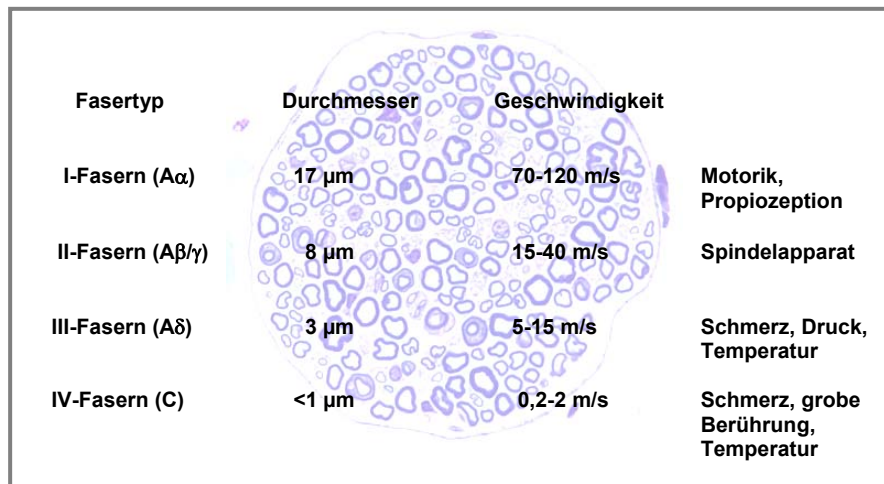 Fasertyp Durchmesser Geschwindigkeit
I-Fasern (Aα) 17 µm 70-120 m/s Motorik,
Propiozeption
II-Fasern (Aβ/γ) 8 µm 15-40 m/s Spindelapparat
III-Fasern (Aδ) 3 µm 5-15 m/s Schmerz, Druck,
Temperatur
IV-Fasern (C) <1 µm 0,2-2 m/s Schmerz, grobe
Berührung,
Temperatur